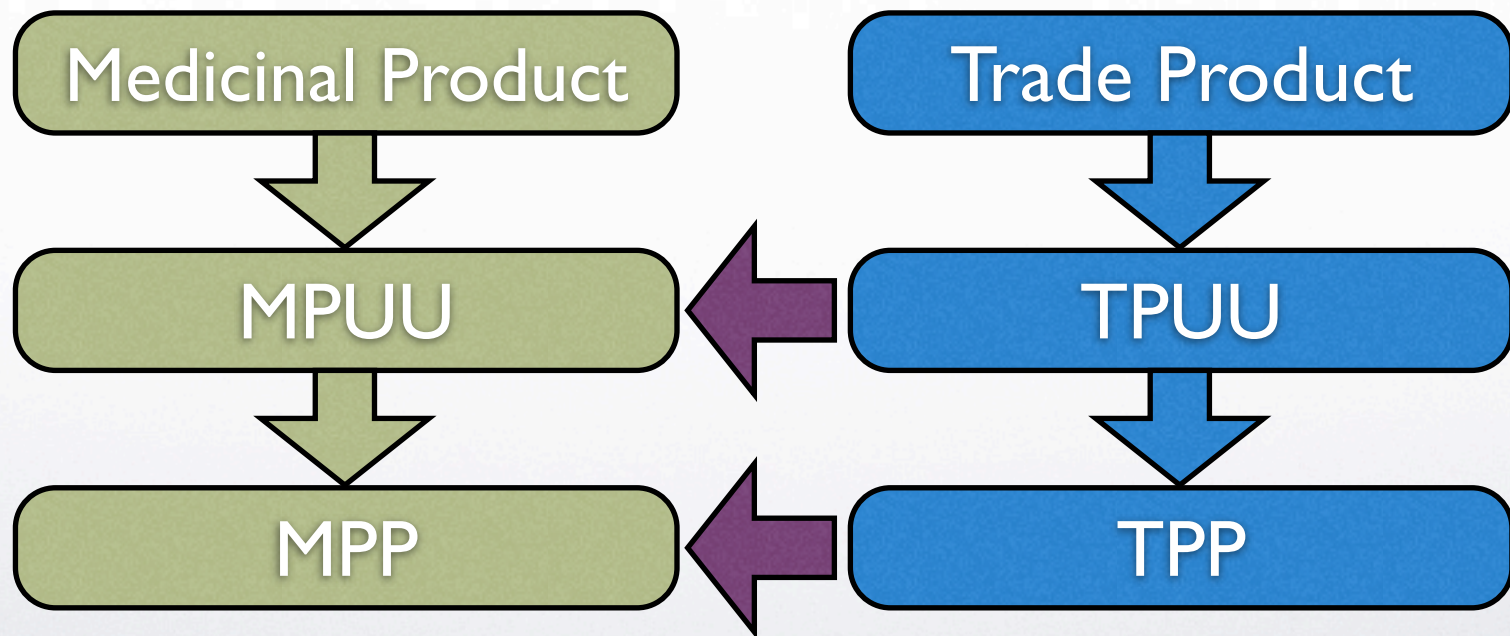 Medicinal Product
Trade Product
MPUU
TPUU
MPP
TPP